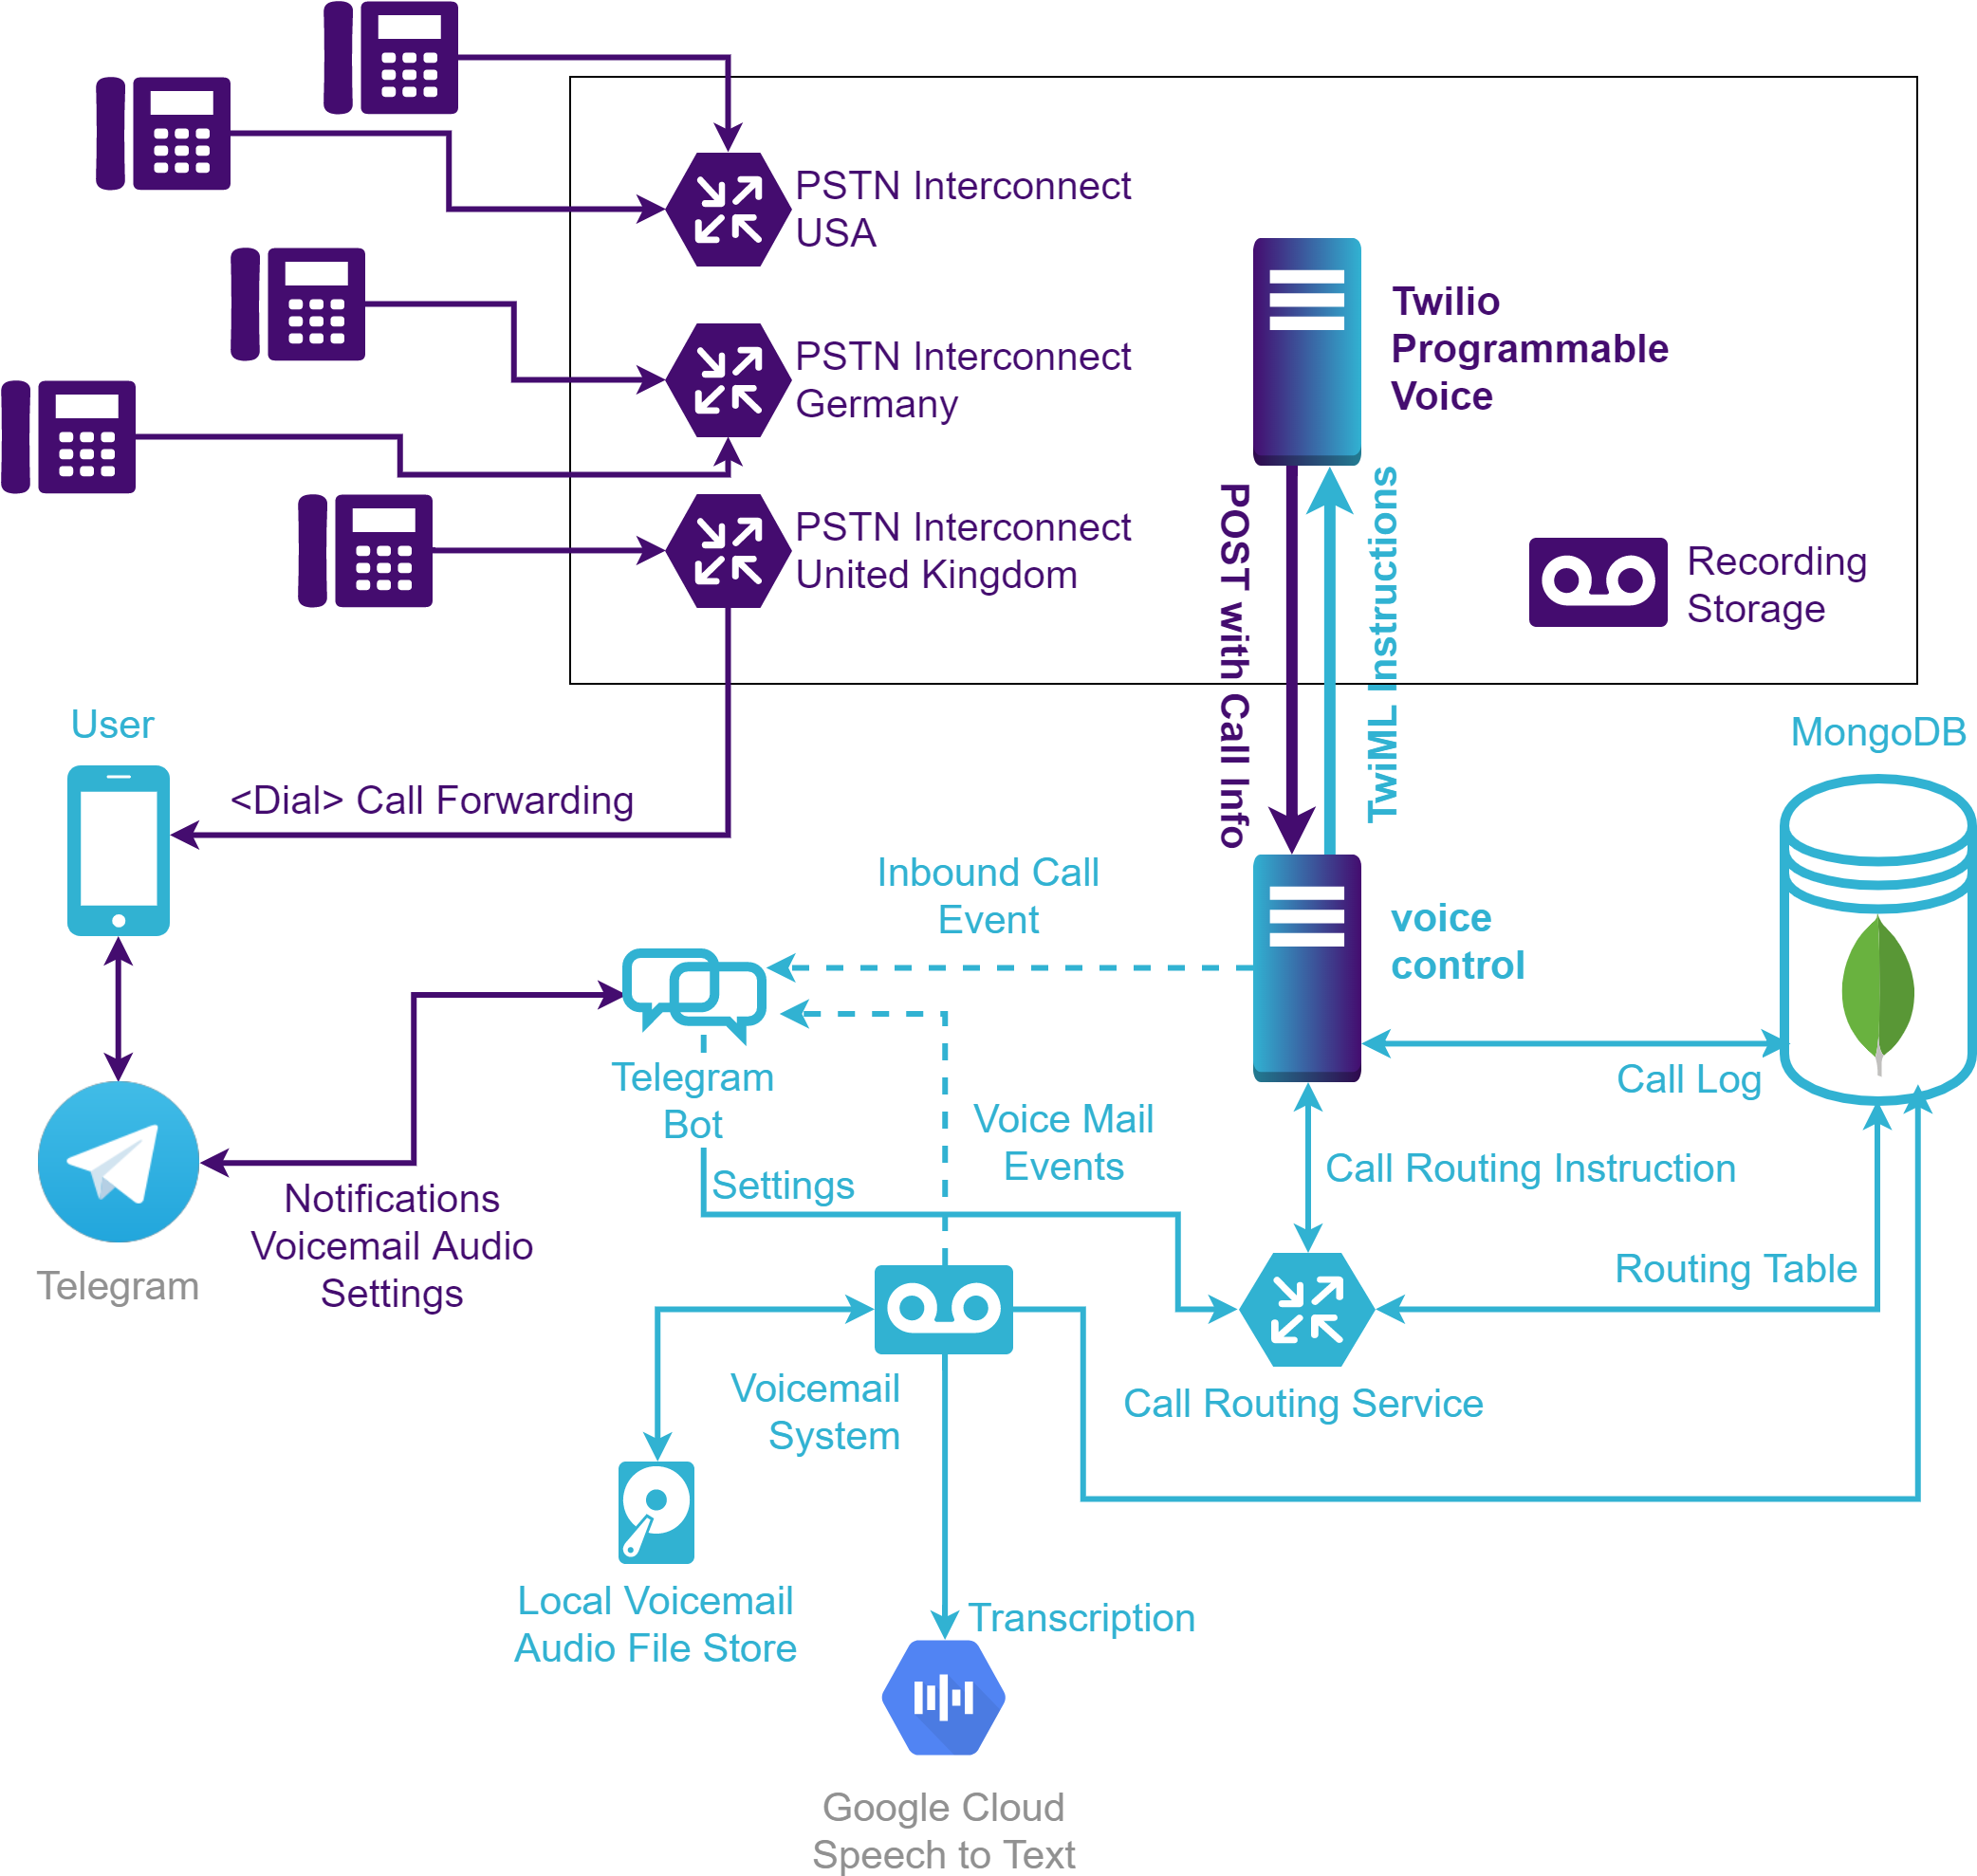 PSTN Interconnect
USA
PSTN Interconnect
Germany
PSTN Interconnect
United Kingdom
Twilio
Programmable
Voice
Recording
Storage
POST with Call Info
TwiML Instructions
User
<Dial> Call Forwarding
MongoDB
Inbound Call
Event
voice
control
Call Log
Telegram
Bot
Voice Mail
Events
Settings
Call Routing Instruction
Notifications
Voicemail Audio
Settings
Telegram
Routing Table
Voicemail
System
Call Routing Service
Local Voicemail
Audio File Store
Transcription
Google Cloud
Speech to Text